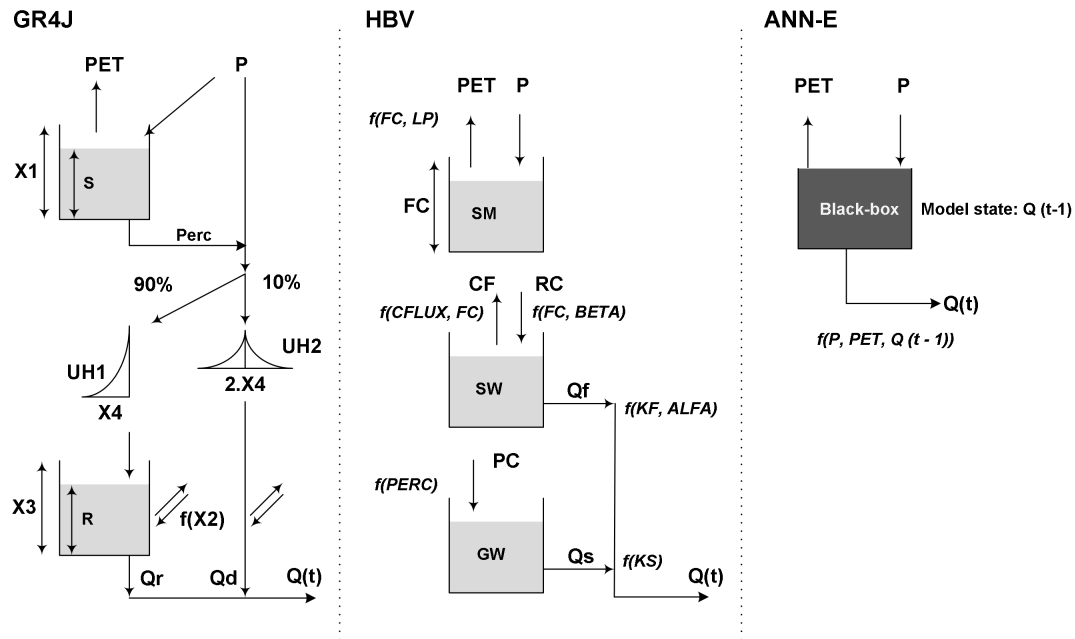 GR4J
PET
P
X1
S
Perc
90%
10%
UH1
UH2
X4
2.X4
X3
R
f(X2)
Qr
Qd
Q(t)
HBV
PET
P
f(FC, LP)
FC
SM
CF
RC
f(CFLUX, FC)
f(FC, BETA)
SW
Qf
f(KF, ALFA)
PC
f(PERC)
GW
Qs
f(KS)
Q(t)
ANN-E
PET
P
Black-box
Model state: Q (t-1)
Q(t)
f(P, PET, Q (t - 1))